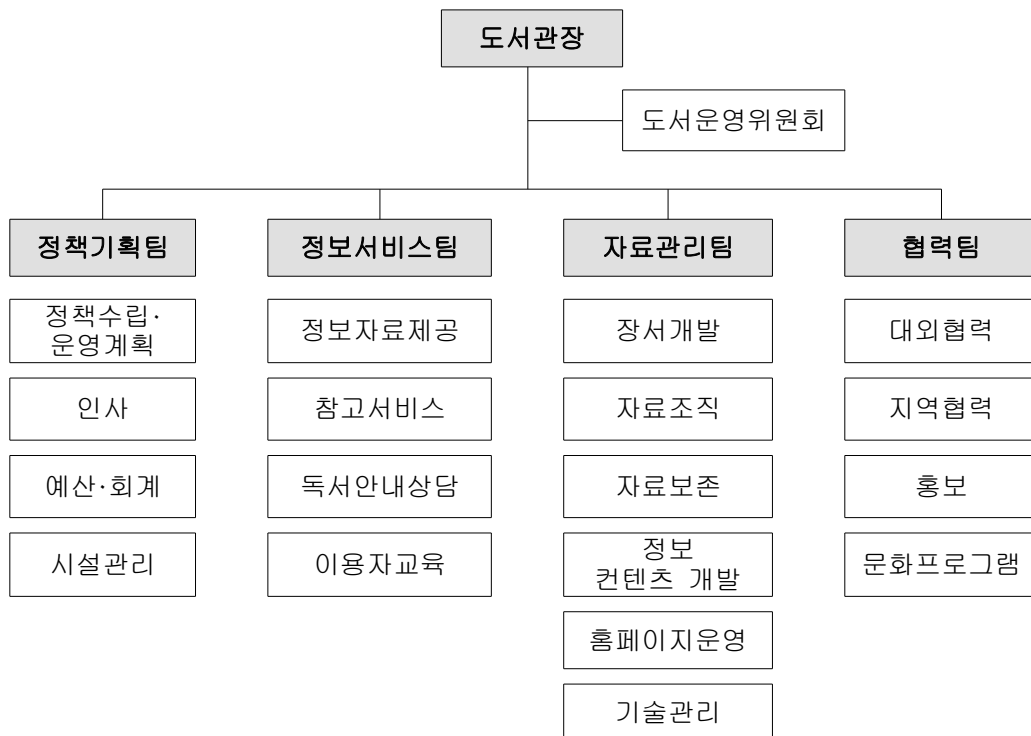 도서관장
도서운영위원회
정책기획팀
정책수립·
운영계획
인사
예산·회계
시설관리
정보서비스팀
정보자료제공
참고서비스
독서안내상담
이용자교육
자료관리팀
장서개발
자료조직
자료보존
정보
컨텐츠 개발
홈페이지운영
기술관리
협력팀
대외협력
지역협력
홍보
문화프로그램